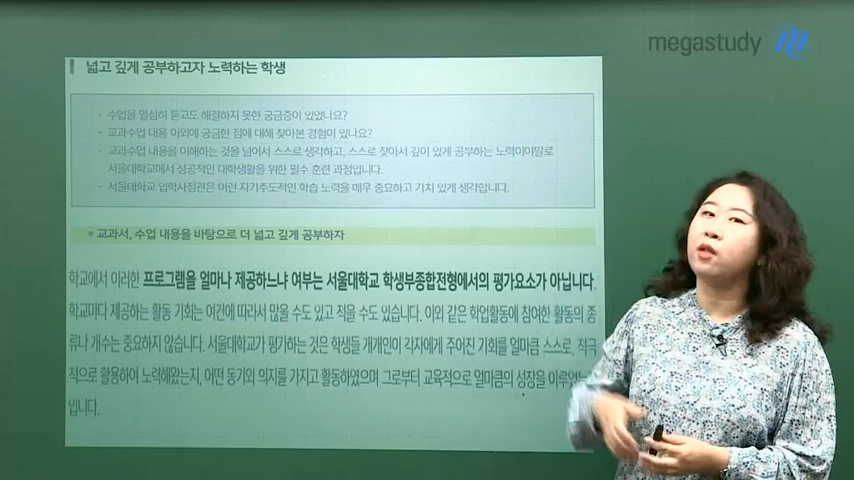 megastudy
넓고 깊게 공부하고자 노력하는 학생
· 수업을 열심히 듣고도 해결하지 못한 궁금증이 있었나요?
· 교과수업 내용 이외에 궁금한 점에 대해 찾아본 경험이 있나요?
· 교과수업 내용을 이해하는 것을 넘어서 스스로 생각하고, 스스로 찾아서 깊이 있게 공부하는 노력이야말로
서울대학교에서 성공적인 대학생활을 위한 필수 훈련 과정입니다.
· 서울대학교 입학사정관은 이런 자기주도적인 학습 노력을 매우 중요하고 가치 있게 생각합니다.
● 교과서, 수업 내용을 바탕으로 더 넓고 깊게 공부하자
학교에서 이러한 프로그램을 얼마나 제공하느냐 여부는 서울대학교 학생부종합전형에서의 평가요소가 아닙니다.
학교마다 제공하는 활동 기회는 여건에 따라서 많을 수도 있고 적을 수도 있습니다. 이와 같은 학업활동에 참여한 활동의 종
류나 개수는 중요하지 않습니다. 서울대학교가 평가하는 것은 학생들 개개인이 각자에게 주어진 기회를 얼마큼 스스로, 적극
적으로 활용하여 노력해왔는지, 어떤 동기와 의지를 가지고 활동하였으며 그로부터 교육적으로 얼마큼의 성장을
입니다.